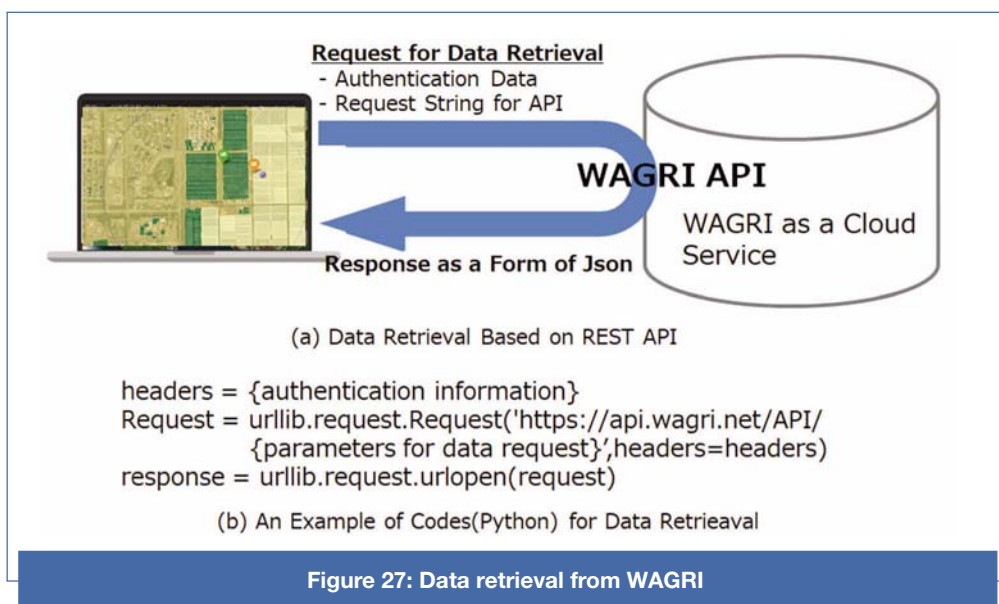 Request for Data Retrieval
- Authentication Data
- Request String for API
WAGRI API
WAGRI as a Cloud
Service
Response as a Form of Json
(a) Data Retrieval Based on REST API
headers = {authentication information}
Request = urllib.request.Request('https://api.wagri.net/API/
{parameters for data request}',headers=headers)
response = urllib.request.urlopen(request)
(b) An Example of Codes(Python) for Data Retrieaval
Figure 27: Data retrieval from WAGRI